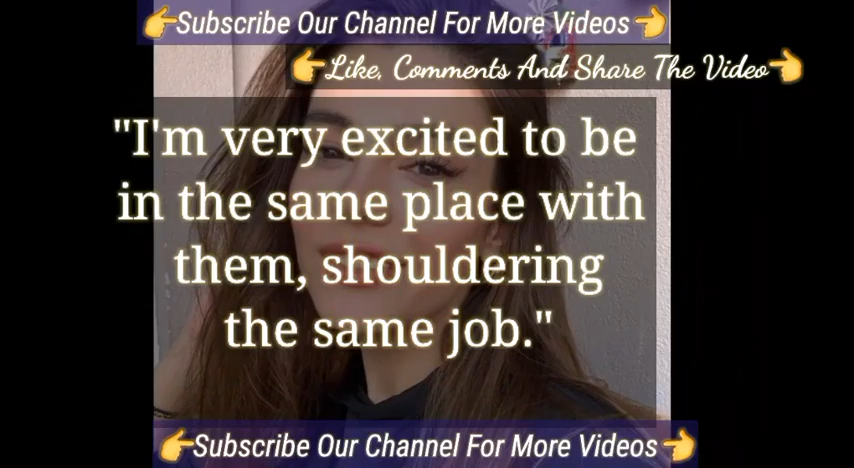 👉Subscribe Our Channel For More Videos👈
👉Like, Comments And Share The Video👈
"I'm very excited to be
in the same place with
them, shouldering
the same job."
👉Subscribe Our Channel For More Videos👈